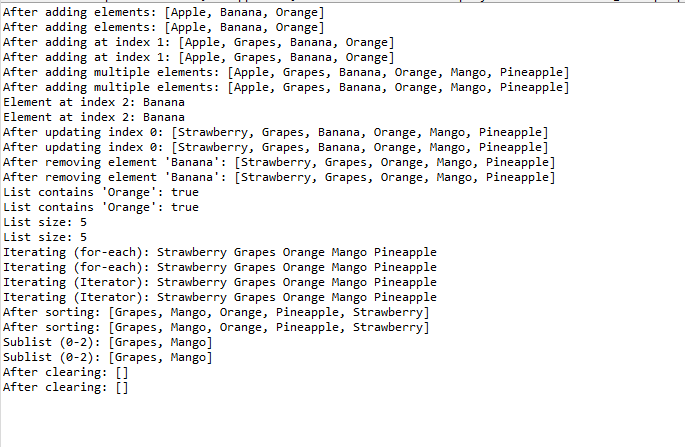 After adding elements: [Apple, Banana, Orange]
After adding elements: [Apple, Banana, Orange]
After adding at index 1: [Apple, Grapes, Banana, Orange]
After adding at index 1: [Apple, Grapes, Banana, Orange]
After adding multiple elements: [Apple, Grapes, Banana, Orange, Mango, Pineapple]
After adding multiple elements: [Apple, Grapes, Banana, Orange, Mango, Pineapple]
Element at index 2: Banana
Element at index 2: Banana
After updating index 0: [Strawberry, Grapes, Banana, Orange, Mango, Pineapple]
After updating index 0: [Strawberry, Grapes, Banana, Orange, Mango, Pineapple]
After removing element 'Banana': [Strawberry, Grapes, Orange, Mango, Pineapple]
After removing element 'Banana': [Strawberry, Grapes, Orange, Mango, Pineapple]
List contains 'Orange': true
List contains 'Orange': true
List size: 5
List size: 5
Iterating (for-each): Strawberry Grapes Orange Mango Pineapple
Iterating (for-each): Strawberry Grapes Orange Mango Pineapple
Iterating (Iterator): Strawberry Grapes Orange Mango Pineapple
Iterating (Iterator): Strawberry Grapes Orange Mango Pineapple
After sorting: [Grapes, Mango, Orange, Pineapple, Strawberry]
After sorting: [Grapes, Mango, Orange, Pineapple, Strawberry]
Sublist (0-2): [Grapes, Mango]
Sublist (0-2): [Grapes, Mango]
After clearing: []
After clearing: []